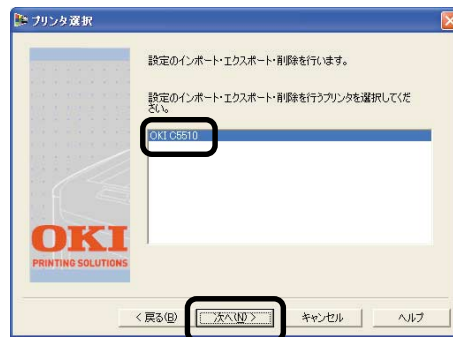 プリンタ選択
設定のインポート・エクスポート・削除を行います。
設定のインポート・エクスポート・削除を行うプリンタを選択してくだ
さい。
OKI C5510
OKI
PRINTING SOLUTIONS
< 戻る(B)
次へ(N) >
キャンセル
ヘルプ